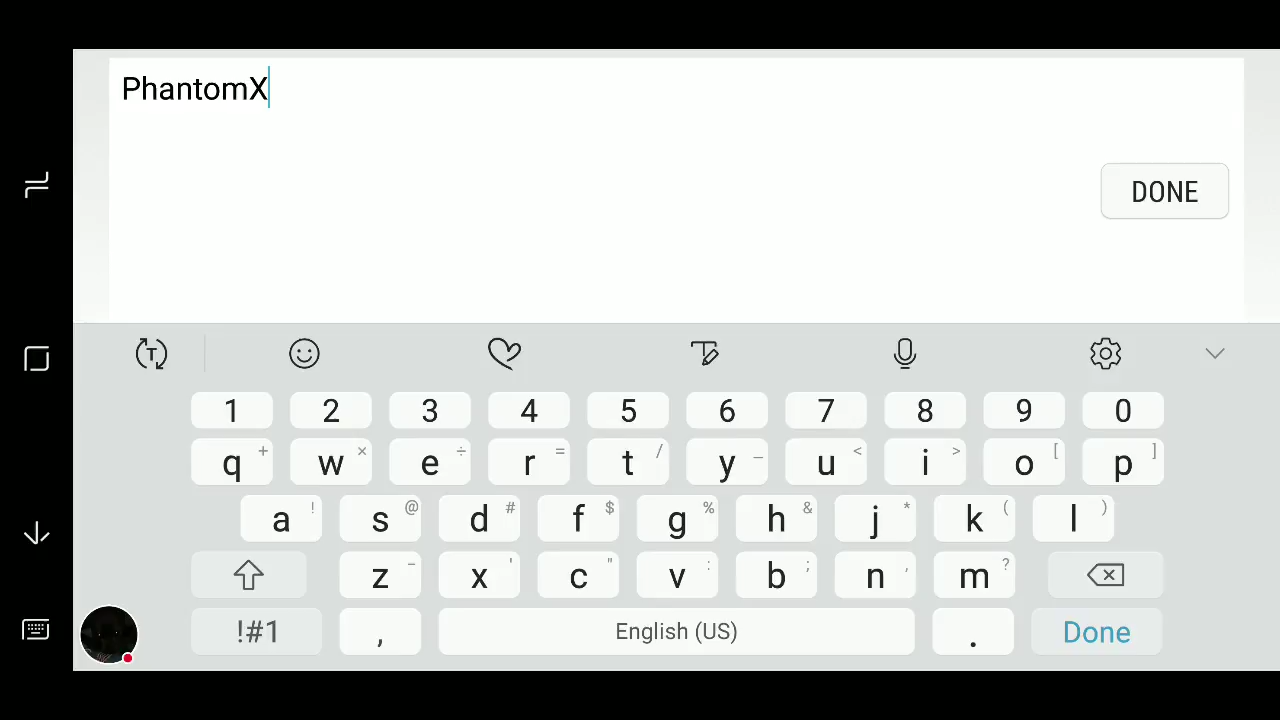 PhantomX
DONE
T
1 2 3 4 5 6 7 8 9 0
q + w × e ÷ r = t / y _ u < i > o [ p ]
a ! s @ d # f $ g % h & j * k ( l )
z - x ' c " v : b ; n , m ?
!#1 , English (US) . Done